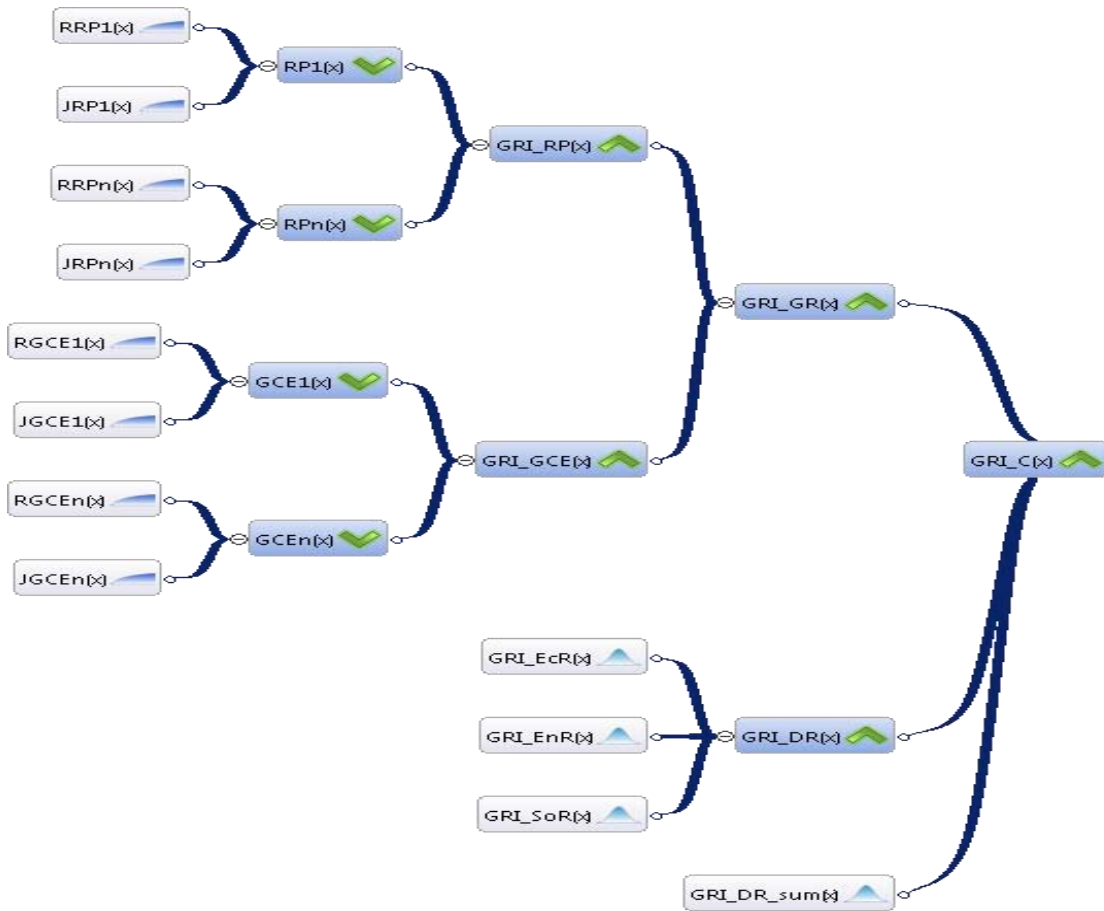 RRP1(x)
RP1(x)
JRP1(x)
GRI_RP(x)
RRPn(x)
RPn(x)
JRPn(x)
GRI_GR(x)
RGCE1(x)
GCE1(x)
JGCE1(x)
GRI_GCE(x)
GRI_C(x)
RGCEn(x)
GCEn(x)
JGCEn(x)
GRI_EcR(x)
GRI_EnR(x)
GRI_DR(x)
GRI_SoR(x)
GRI_DR_sum(x)